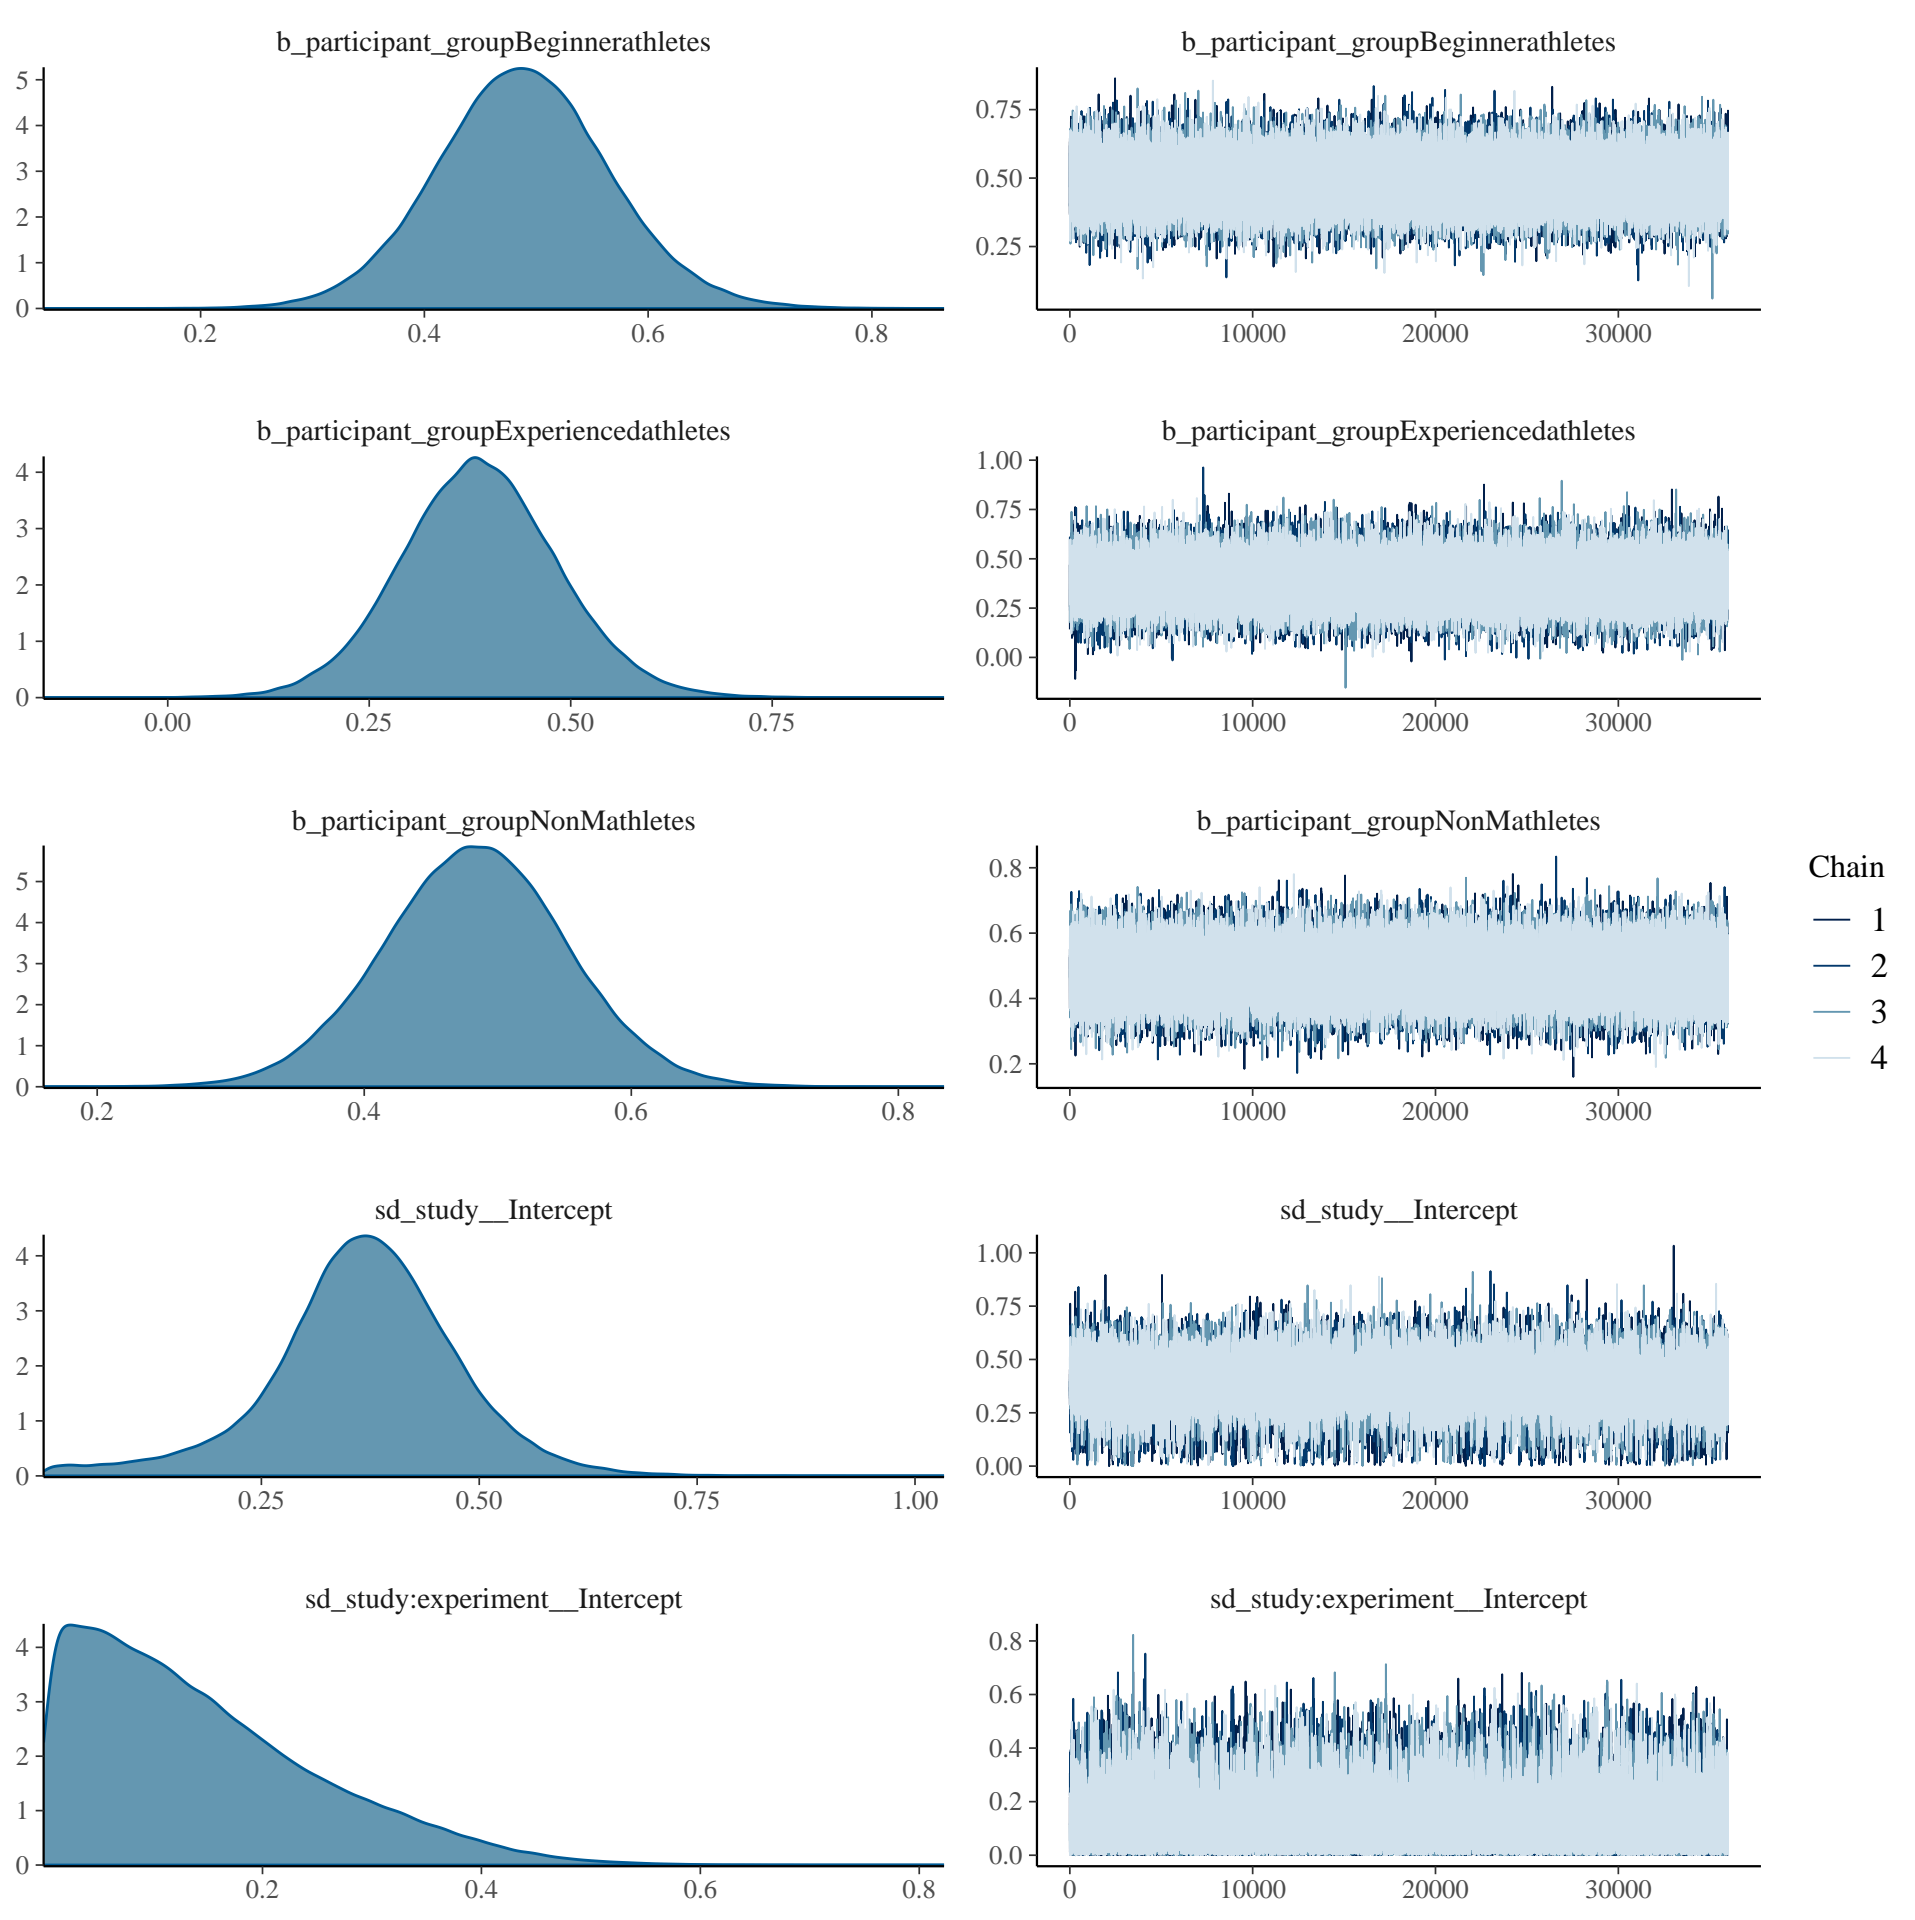 b_participant_groupBeginnerathletes
5
4
3
2
1
0
0.2 0.4 0.6 0.8
b_participant_groupBeginnerathletes
0.75
0.50
0.25
0 10000 20000 30000
b_participant_groupExperiencedathletes
4
3
2
1
0
0.00 0.25 0.50 0.75
b_participant_groupExperiencedathletes
1.00
0.75
0.50
0.25
0.00
0 10000 20000 30000
b_participant_groupNonMathletes
5
4
3
2
1
0
0.2 0.4 0.6 0.8
b_participant_groupNonMathletes
0.8
0.6
0.4
0.2
0 10000 20000 30000
sd_study__Intercept
4
3
2
1
0
0.25 0.50 0.75 1.00
sd_study__Intercept
1.00
0.75
0.50
0.25
0.00
0 10000 20000 30000
sd_study:experiment__Intercept
4
3
2
1
0
0.2 0.4 0.6 0.8
sd_study:experiment__Intercept
0.8
0.6
0.4
0.2
0.0
0 10000 20000 30000
Chain
1
2
3
4